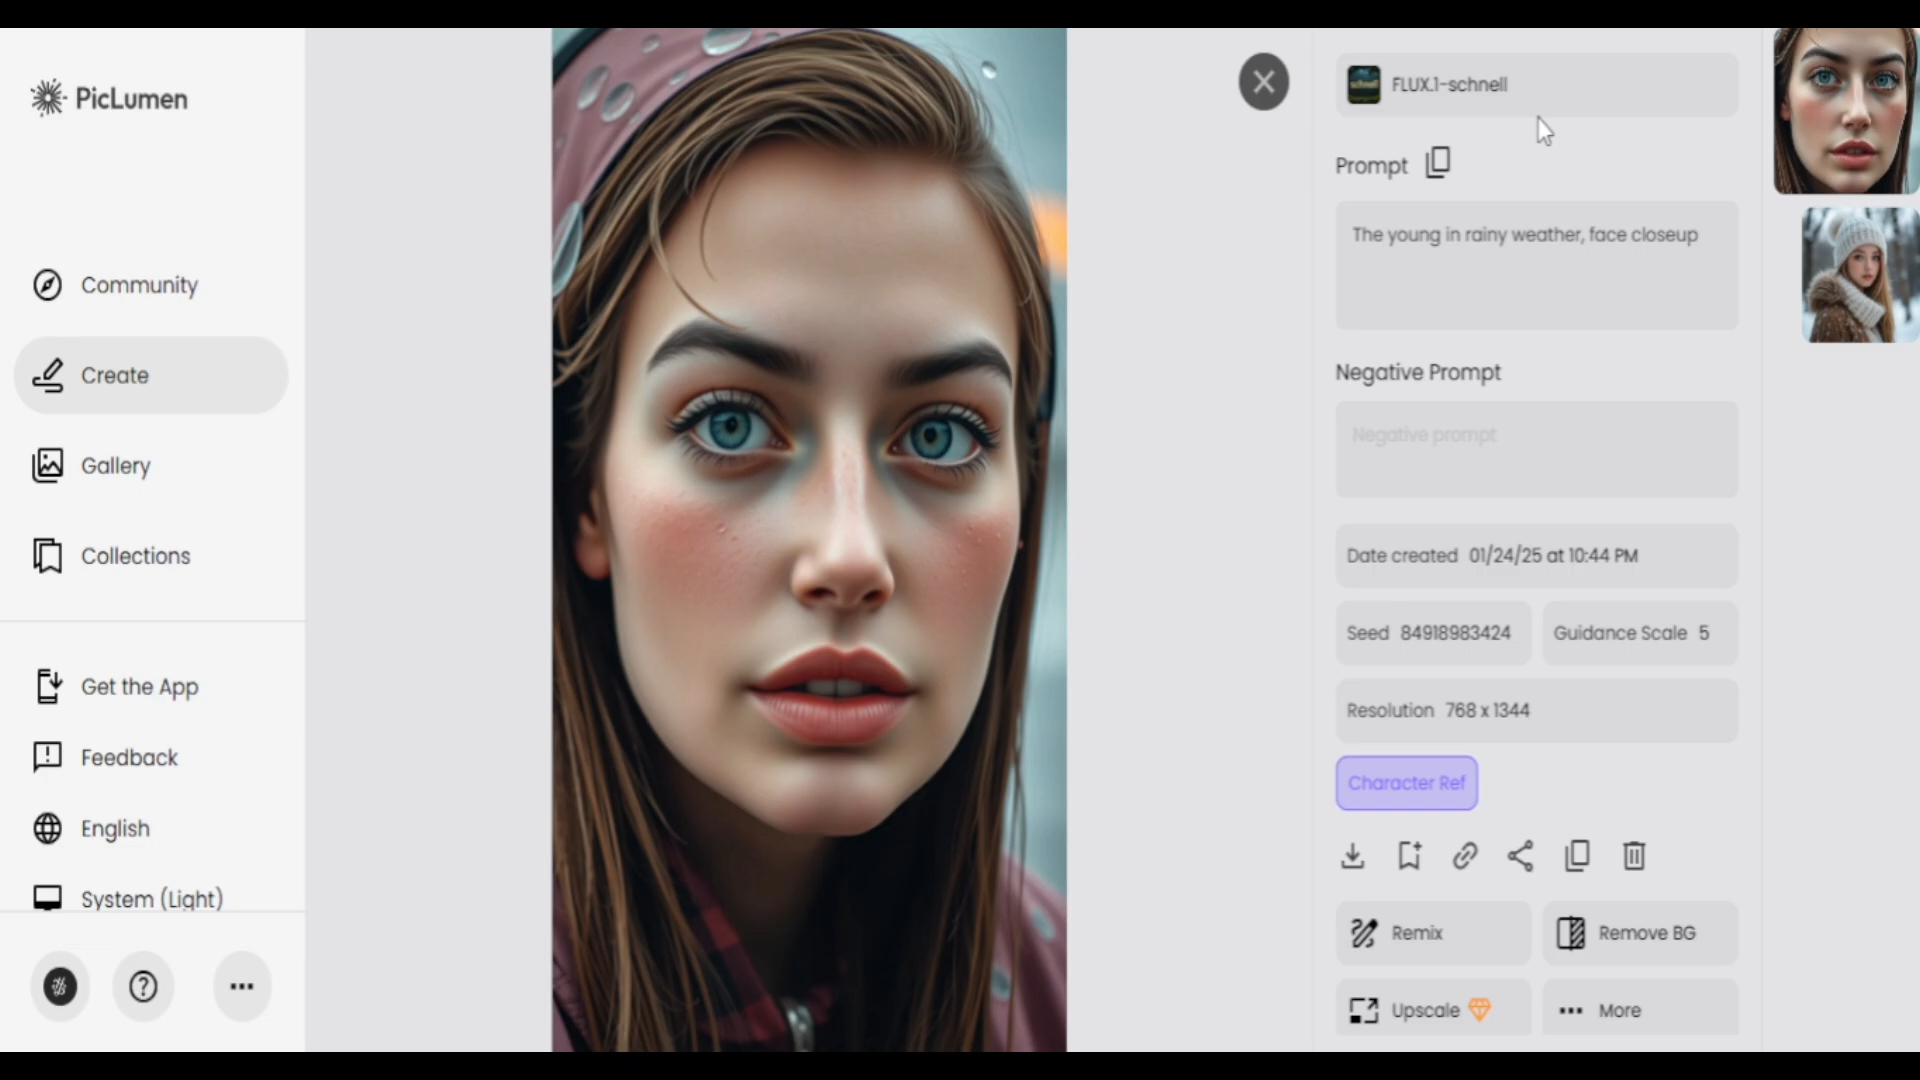 PicLumen
Community
Create
Gallery
Collections
Get the App
Feedback
English
System (Light)
FLUX.1-schnell
Prompt
The young in rainy weather, face closeup
Negative Prompt
Negative prompt
Date created 01/24/25 at 10:44 PM
Seed 84918983424
Guidance Scale 5
Resolution 768 x 1344
Character Ref
Remix
Remove BG
Upscale
More